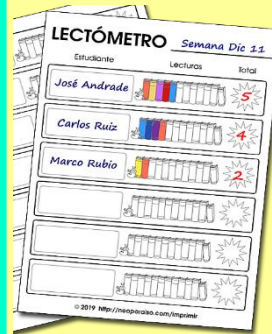 LECTÓMETRO Semana Dic 11
Estudiante Lecturas Total
José Andrade 5
Carlos Ruiz 4
Marco Rubio 2
© 2019 http://neoparaiso.com/imprimir